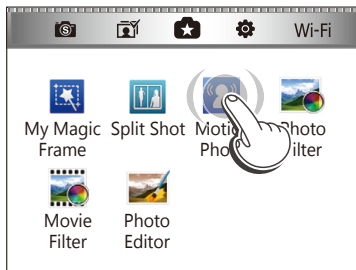 Wi-Fi
My Magic Split Shot
Frame
Movie Photo
Filter Editor